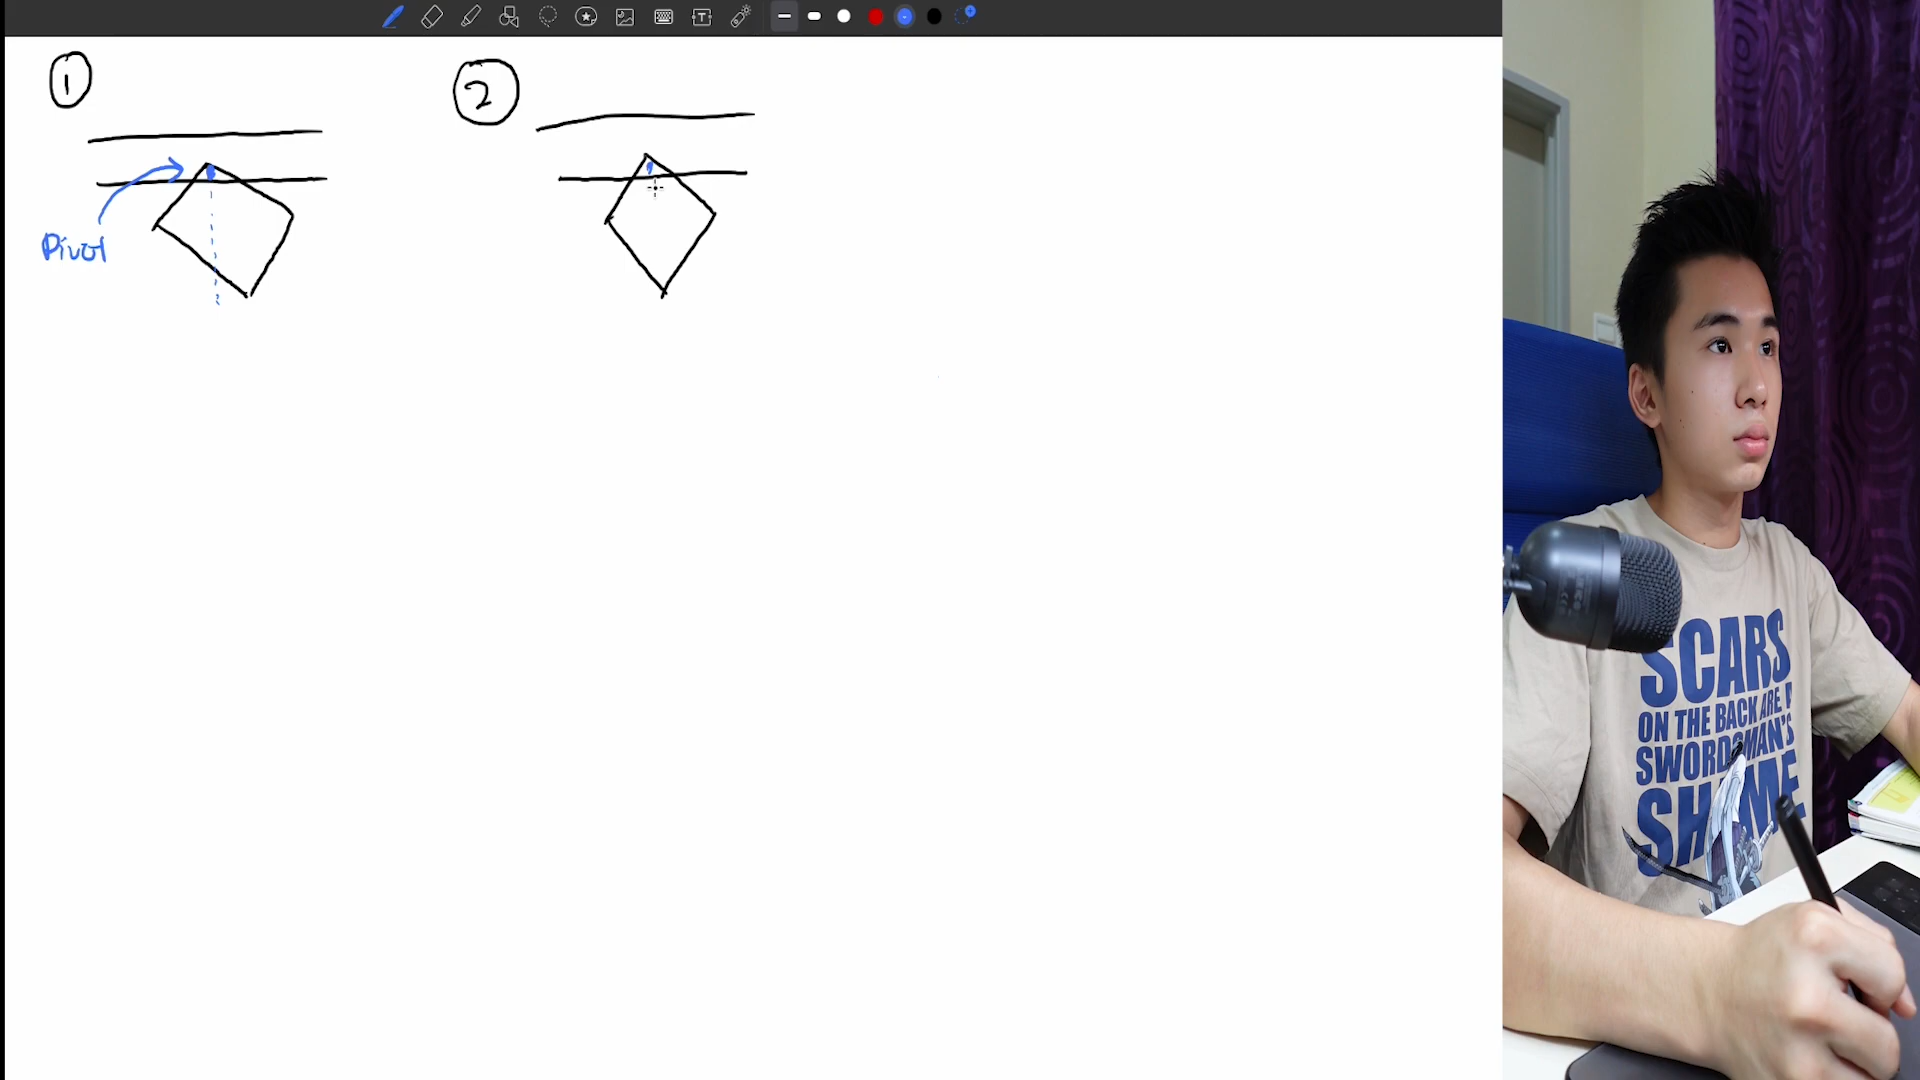 1
2
Pivot
SCARS
ON THE BACK ARE A
SWORDSMAN'S
SHAME